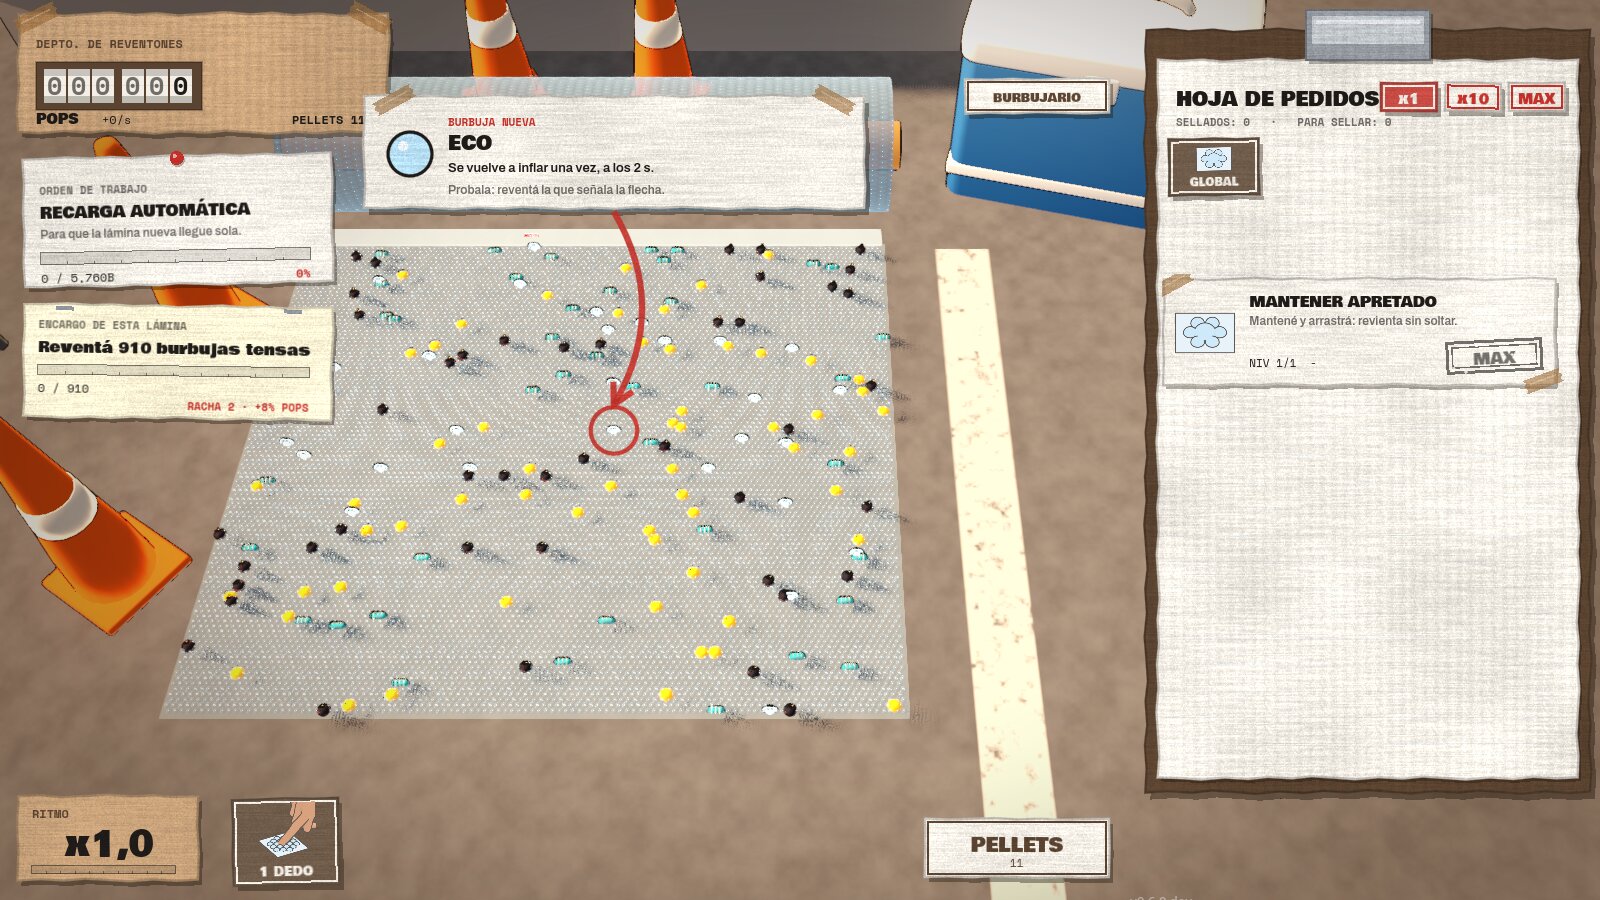 DEPTO. DE REVENTONES
000000
POPS +0/s PELLETS 11
ORDEN DE TRABAJO
RECARGA AUTOMÁTICA
Para que la lámina nueva llegue sola.
0 / 5.760B 0%
ENCARGO DE ESTA LÁMINA
Reventá 910 burbujas tensas
0 / 910
RACHA 2 · +8% POPS
BURBUJA NUEVA
ECO
Se vuelve a inflar una vez, a los 2 s.
Probala: reventá la que señala la flecha.
BURBUJARIO
HOJA DE PEDIDOS x1 x10 MAX
SELLADOS: 0 · PARA SELLAR: 0
GLOBAL
MANTENER APRETADO
Mantené y arrastrá: revienta sin soltar.
NIV 1/1 - MAX
RITMO
x1,0
1 DEDO
PELLETS
11